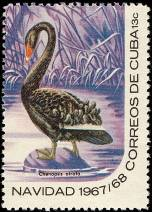 CORREOS DE CUBA 13c
Chenopsis atrata
NAVIDAD 1967/68